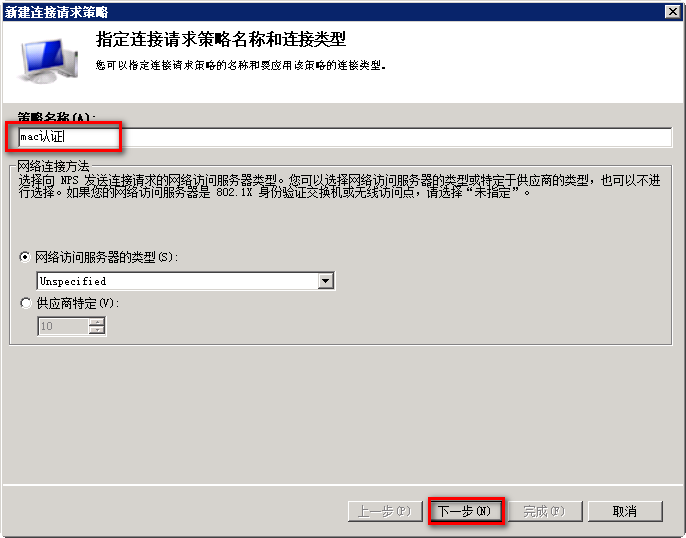 新建连接请求策略
指定连接请求策略名称和连接类型
您可以指定连接请求策略的名称和要应用该策略的连接类型。
策略名称(A):
mac认证
网络连接方法
选择向 NPS 发送连接请求的网络访问服务器类型。您可以选择网络访问服务器的类型或特定于供应商的类型，也可以不进
行选择。如果您的网络访问服务器是 802.1X 身份验证交换机或无线访问点，请选择“未指定”。
网络访问服务器的类型(S):
Unspecified
供应商特定(V):
10
上一步(P) 下一步(N) 完成(F) 取消